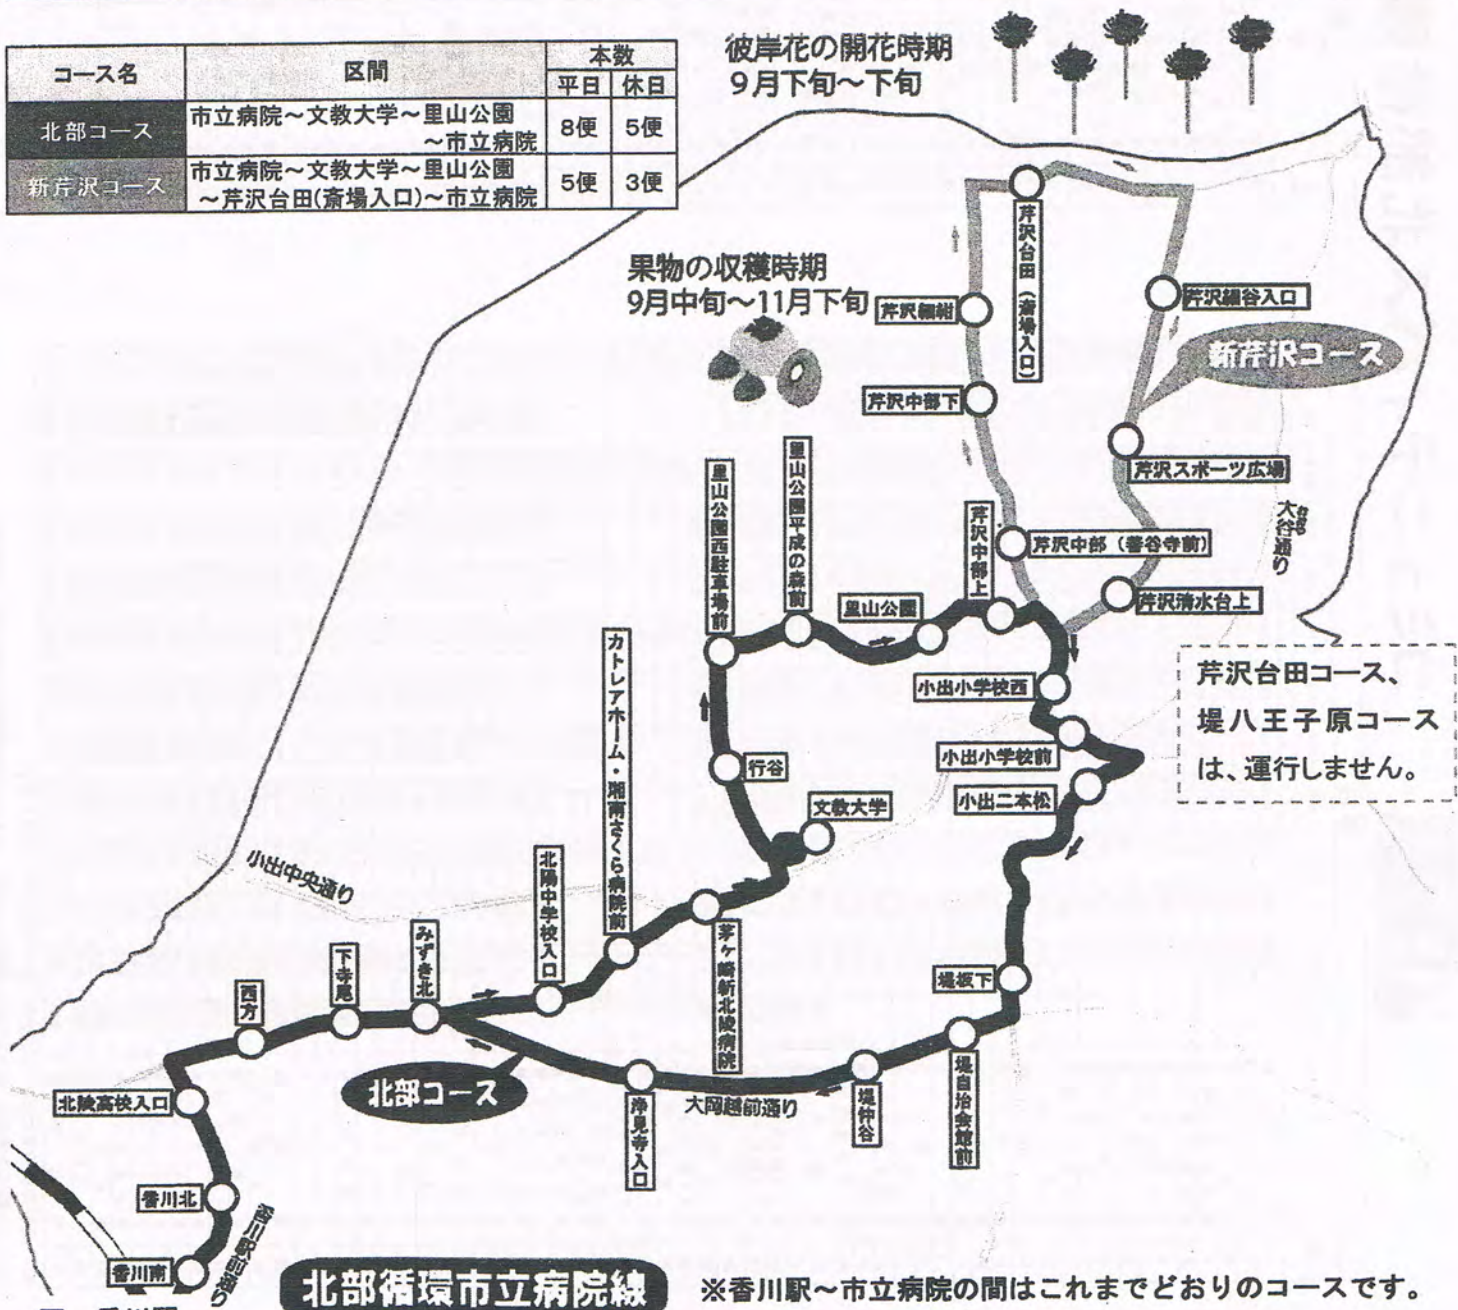 コース名
区間
本数
平日
休日
北部コース
市立病院～文教大学～里山公園
～市立病院
8便
5便
新芹沢コース
市立病院～文教大学～里山公園
～芹沢台田(斎場入口)～市立病院
5便
3便
彼岸花の開花時期
9月下旬～下旬
果物の収穫時期
9月中旬～11月下旬
芹沢台田（斎場入口）
芹沢細谷入口
新芹沢コース
芹沢中部下
芹沢スポーツ広場
大谷通り
里山公園西駐車場前
里山公園平成の森前
芹沢中部上
芹沢中部（善谷寺前）
里山公園
芹沢清水台上
カトレアホーム・湘南さくら病院前
小出小学校西
芹沢台田コース、
堤八王子原コース
は、運行しません。
小出小学校前
行谷
小出二本松
文教大学
小出中央通り
北陽中学校入口
みずき北
下寺尾
西方
茅ヶ崎新北陵病院
堤坂下
北部コース
北陵高校入口
浄見寺入口
大岡越前通り
堤仲谷
堤自治会館前
香川北
香川駅前通り
香川南
北部循環市立病院線
※香川駅～市立病院の間はこれまでどおりのコースです。